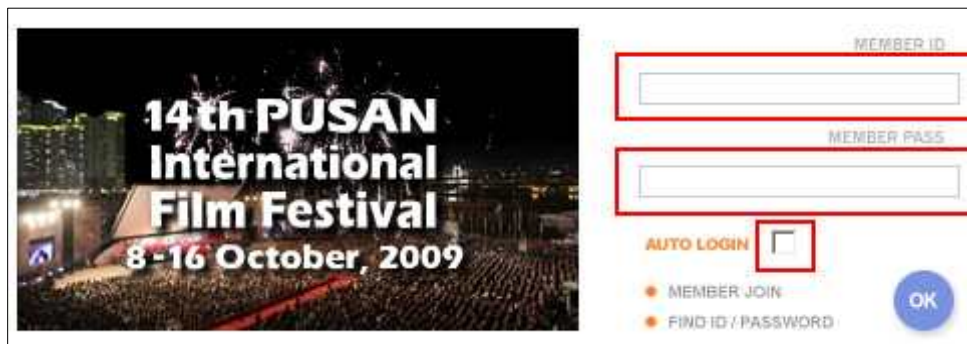 14th PUSAN
International
Film Festival
8-16 October, 2009
MEMBER ID
MEMBER PASS
AUTO LOGIN
MEMBER JOIN
FIND ID / PASSWORD
OK